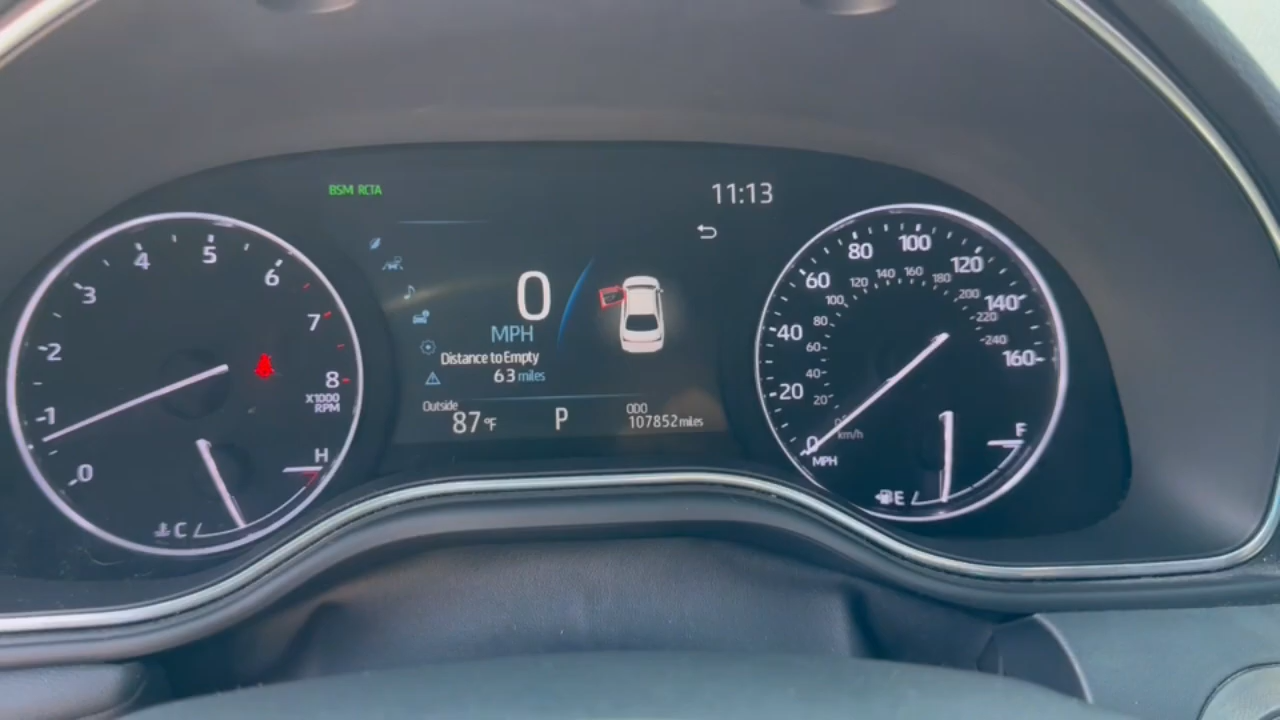 BSM RCTA
11:13
0
MPH
Distance to Empty
63 miles
Outside
87°F
P
ODO
107852 miles
0
1
2
3
4
5
6
7
8
X1000
RPM
H
C
0
20
40
60
80
100
120
140
160
MPH
0
20
40
60
80
100
120
140
160
180
200
220
240
km/h
F
E